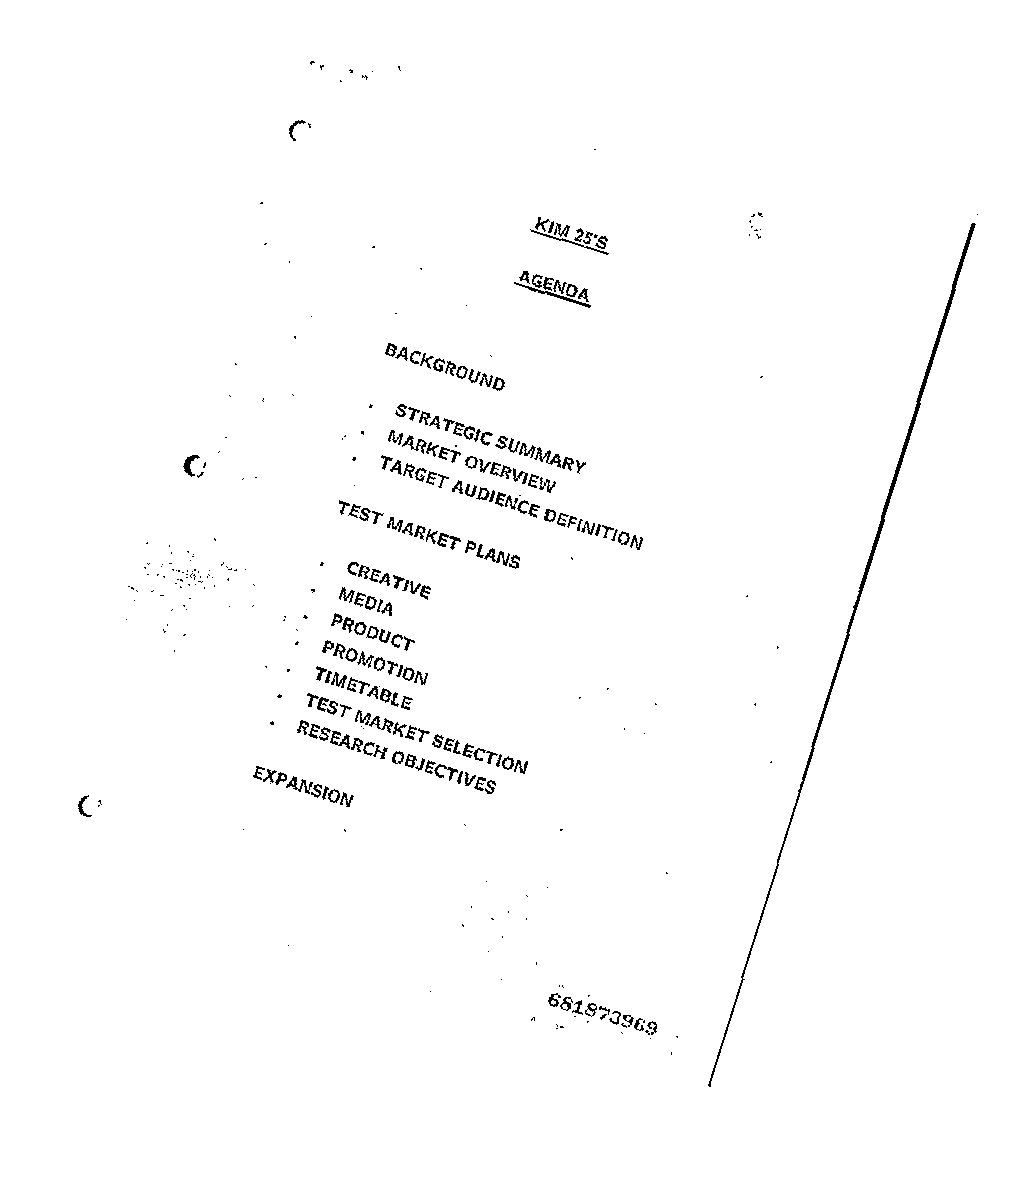 KIM 25'S
AGENDA
BACKGROUND
· STRATEGIC SUMMARY
· MARKET OVERVIEW
· TARGET AUDIENCE DEFINITION
TEST MARKET PLANS
· CREATIVE
· MEDIA
· PRODUCT
· PROMOTION
· TIMETABLE
· TEST MARKET SELECTION
· RESEARCH OBJECTIVES
EXPANSION
681873969